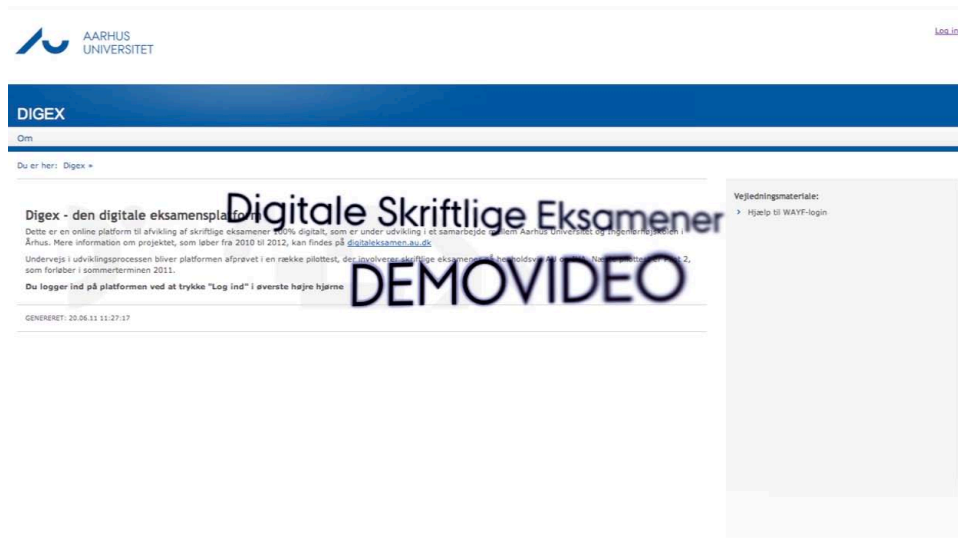 AARHUS
UNIVERSITET
Log in
DIGEX
Om
Du er her: Digex »
Digitale Skriftlige Eksamener
DEMOVIDEO
Digex - den digitale eksamensplatform
Dette er en online platform til afvikling af skriftlige eksamener 100% digitalt, som er under udvikling i et samarbejde mellem Aarhus Universitet og Ingeniørhøjskolen i
Århus. Mere information om projektet, som løber fra 2010 til 2012, kan findes på digitaleksamen.au.dk
Undervejs i udviklingsprocessen bliver platformen afprøvet i en række pilottest, der involverer skriftlige eksamener på henholdsvis 2,
som forløber i sommerterminen 2011.
Du logger ind på platformen ved at trykke "Log ind" i øverste højre hjørne
GENERERET: 20.06.11 11:27:17
Vejledningsmateriale:
› Hjælp til WAYF-login